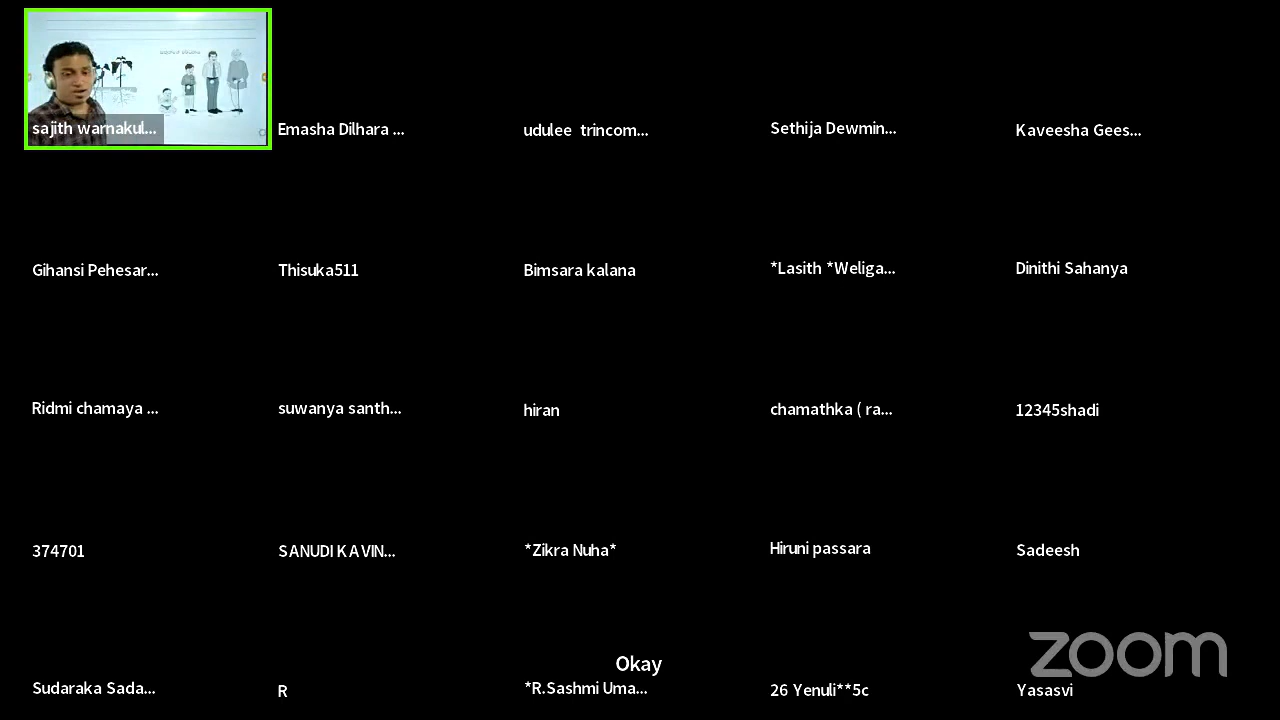 sajith warnakul...
Emasha Dilhara ...
udulee trincom...
Sethija Dewmin...
Kaveesha Gees...
Gihansi Pehesar...
Thisuka511
Bimsara kalana
*Lasith *Weliga...
Dinithi Sahanya
Ridmi chamaya ...
suwanya santh...
hiran
chamathka ( ra...
12345shadi
374701
SANUDI KAVIN...
*Zikra Nuha*
Hiruni passara
Sadeesh
Sudaraka Sada...
R
Okay
*R.Sashmi Uma...
26 Yenuli**5c
Yasasvi
zoom